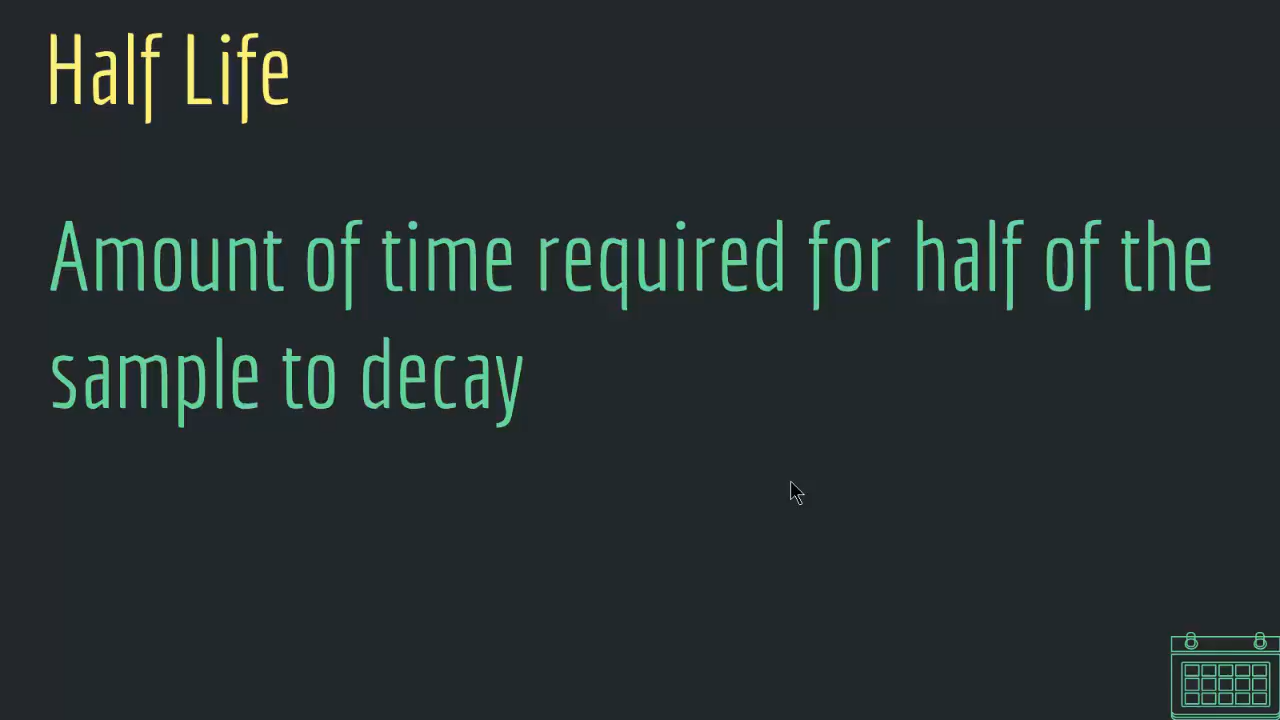 Half Life
Amount of time required for half of the
sample to decay